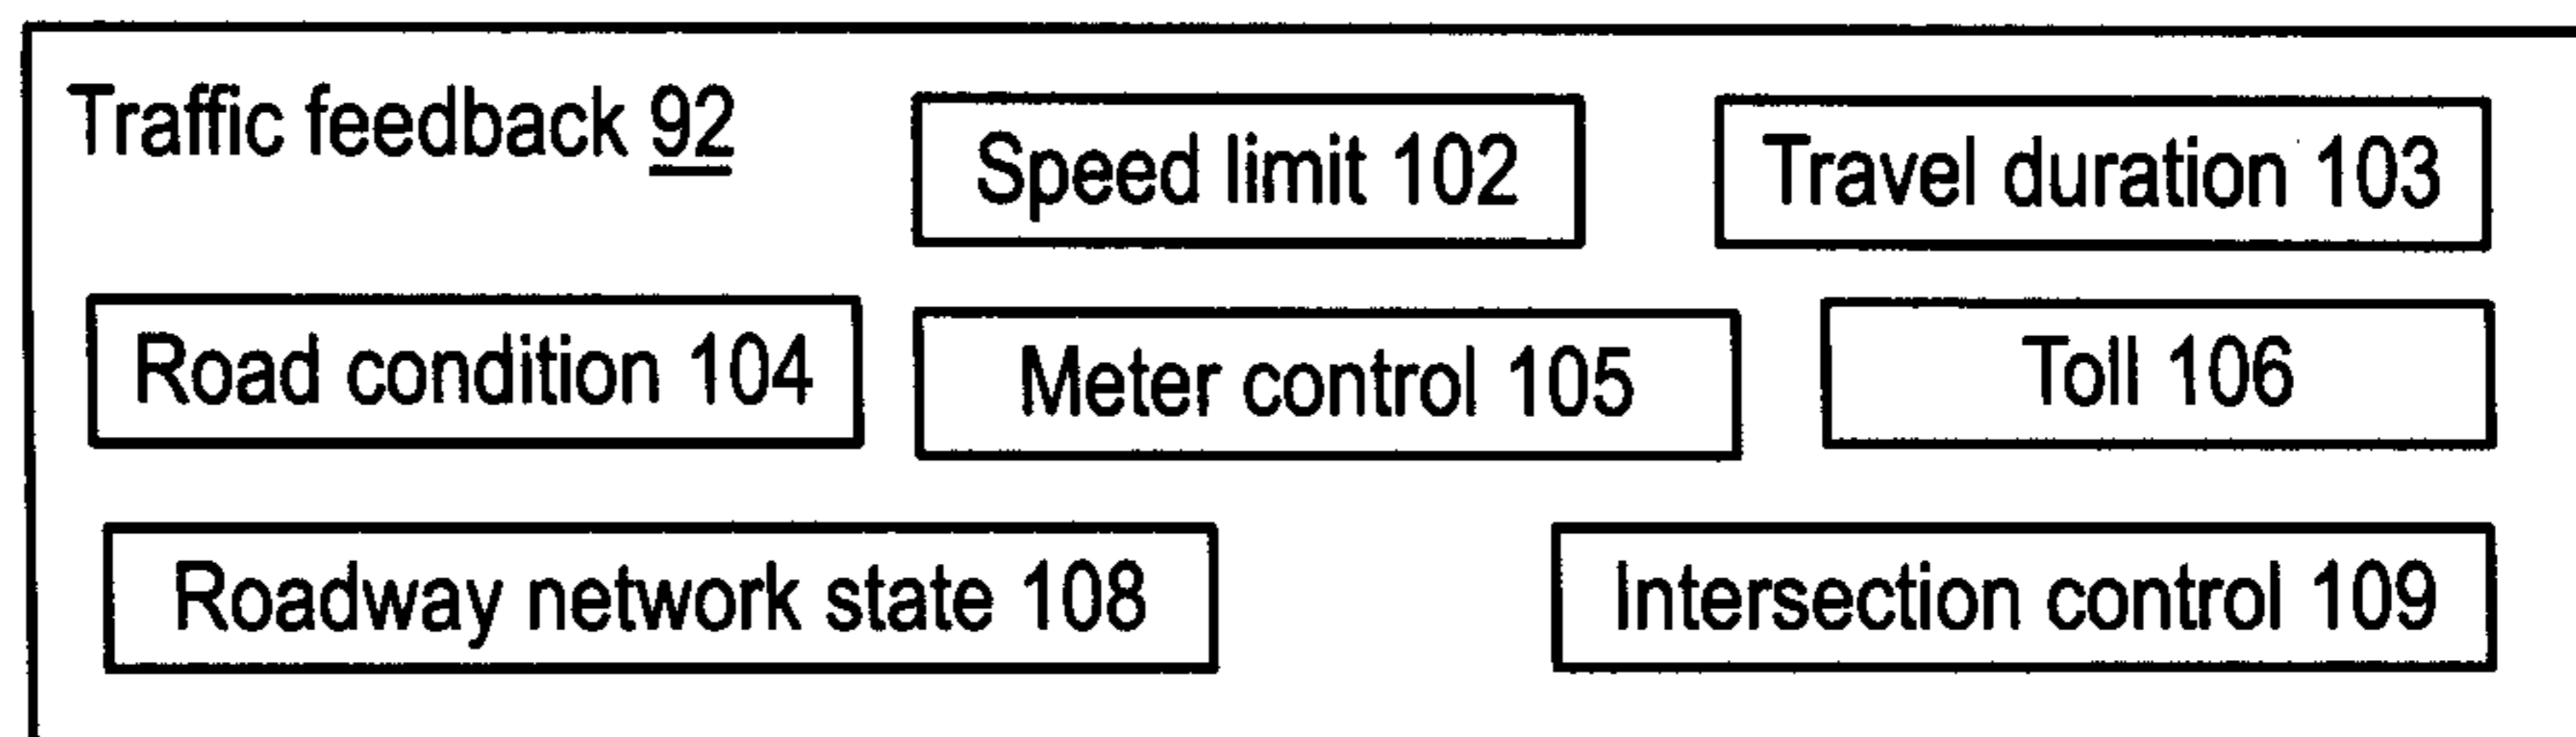 Traffic feedback 92
Speed limit 102
Travel duration 103
Road condition 104
Meter control 105
Toll 106
Roadway network state 108
Intersection control 109